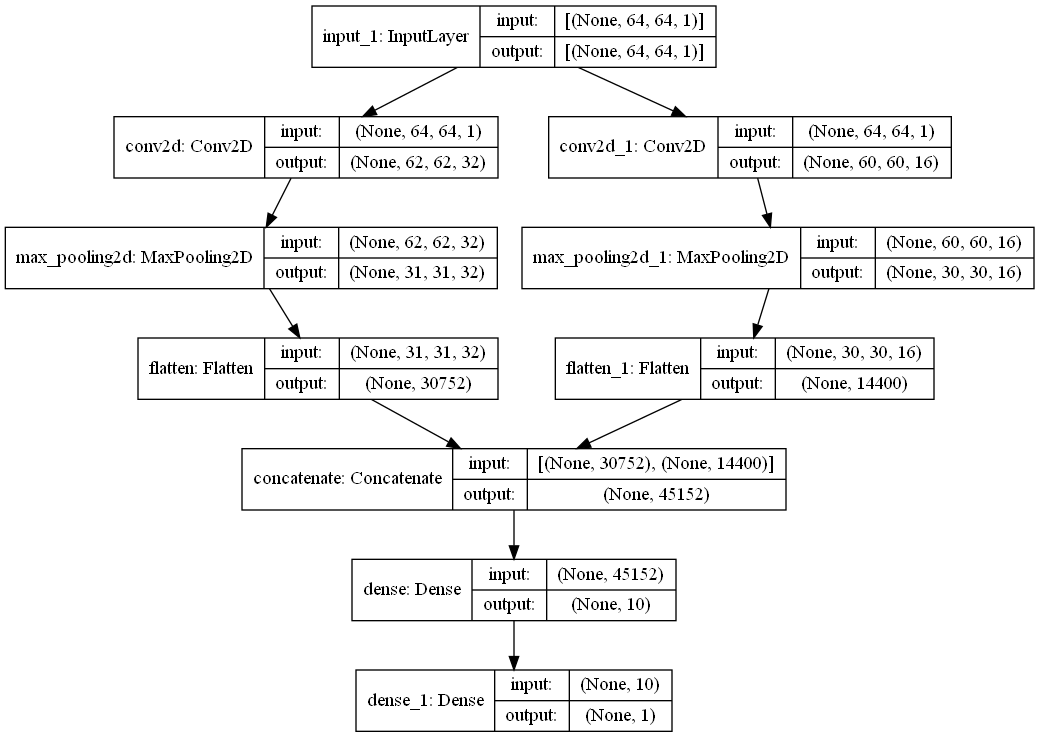 input_1: InputLayer
input: [(None, 64, 64, 1)]
output: [(None, 64, 64, 1)]
conv2d: Conv2D
input: (None, 64, 64, 1)
output: (None, 62, 62, 32)
conv2d_1: Conv2D
input: (None, 64, 64, 1)
output: (None, 60, 60, 16)
max_pooling2d: MaxPooling2D
input: (None, 62, 62, 32)
output: (None, 31, 31, 32)
max_pooling2d_1: MaxPooling2D
input: (None, 60, 60, 16)
output: (None, 30, 30, 16)
flatten: Flatten
input: (None, 31, 31, 32)
output: (None, 30752)
flatten_1: Flatten
input: (None, 30, 30, 16)
output: (None, 14400)
concatenate: Concatenate
input: [(None, 30752), (None, 14400)]
output: (None, 45152)
dense: Dense
input: (None, 45152)
output: (None, 10)
dense_1: Dense
input: (None, 10)
output: (None, 1)